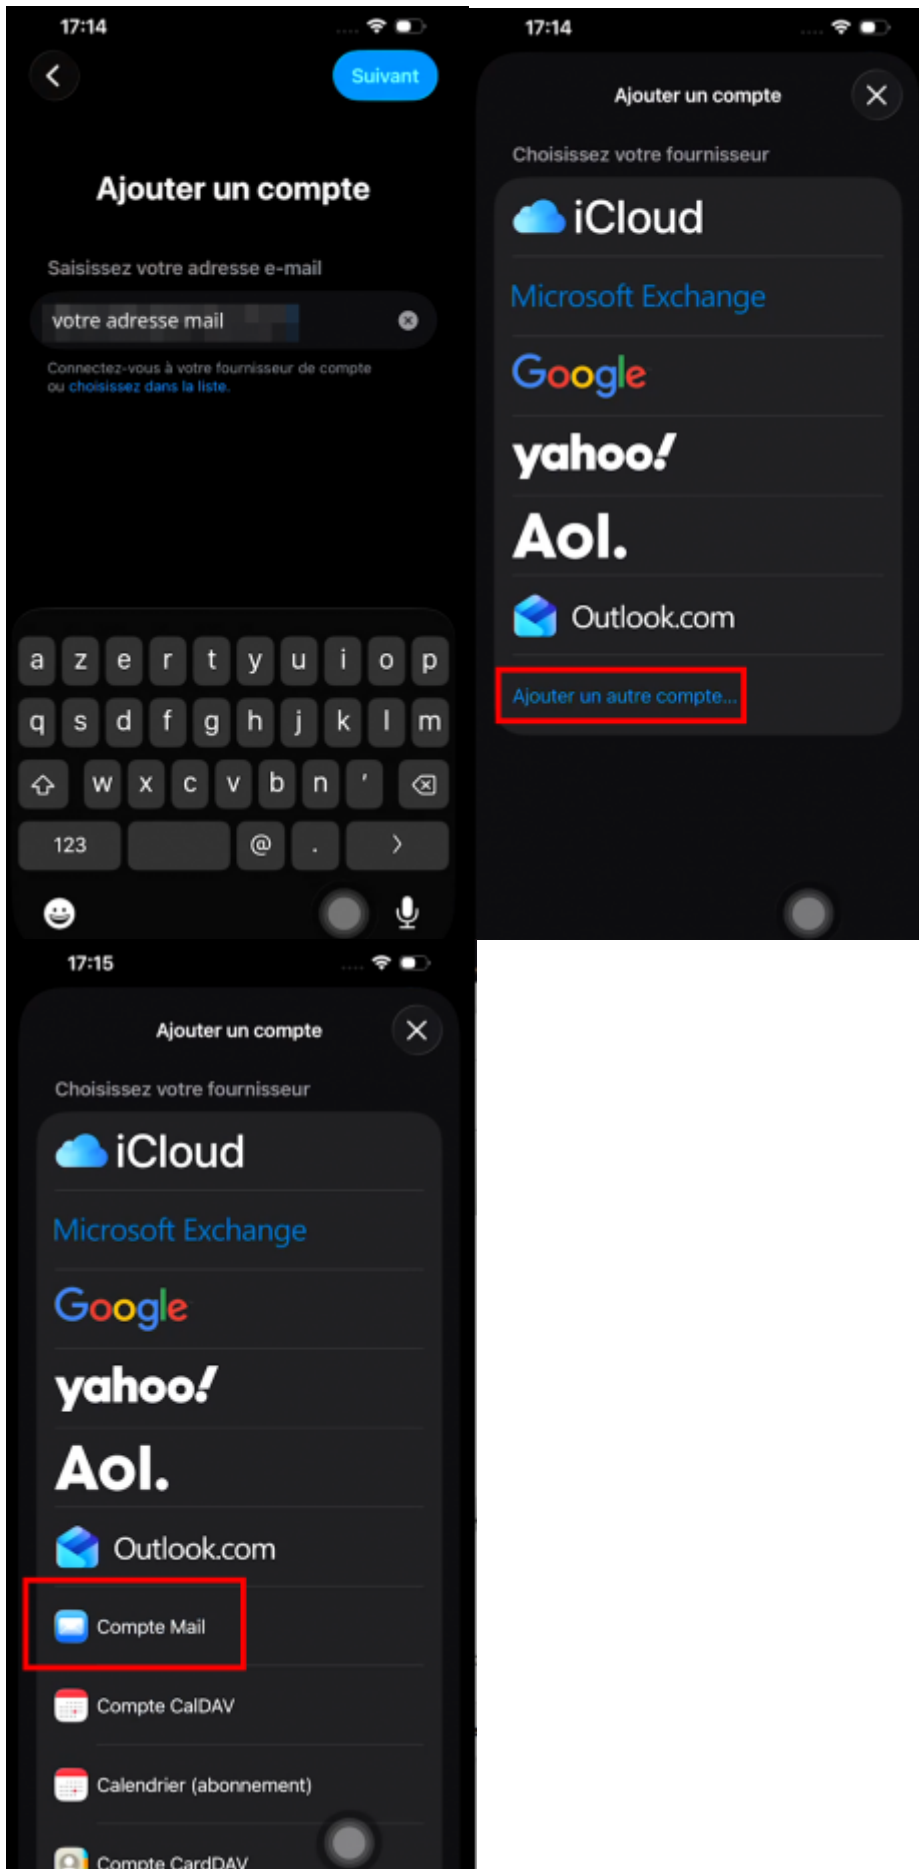 17:14
Suivant
Ajouter un compte
Saisissez votre adresse e-mail
votre adresse mail
Connectez-vous à votre fournisseur de compte
ou choisissez dans la liste.
a z e r t y u i o p
q s d f g h j k l m
w x c v b n '
123 @ .
17:14
Ajouter un compte
Choisissez votre fournisseur
iCloud
Microsoft Exchange
Google
yahoo!
Aol.
Outlook.com
Ajouter un autre compte...
17:15
Ajouter un compte
Choisissez votre fournisseur
iCloud
Microsoft Exchange
Google
yahoo!
Aol.
Outlook.com
Compte Mail
Compte CalDAV
Calendrier (abonnement)
Compte CardDAV